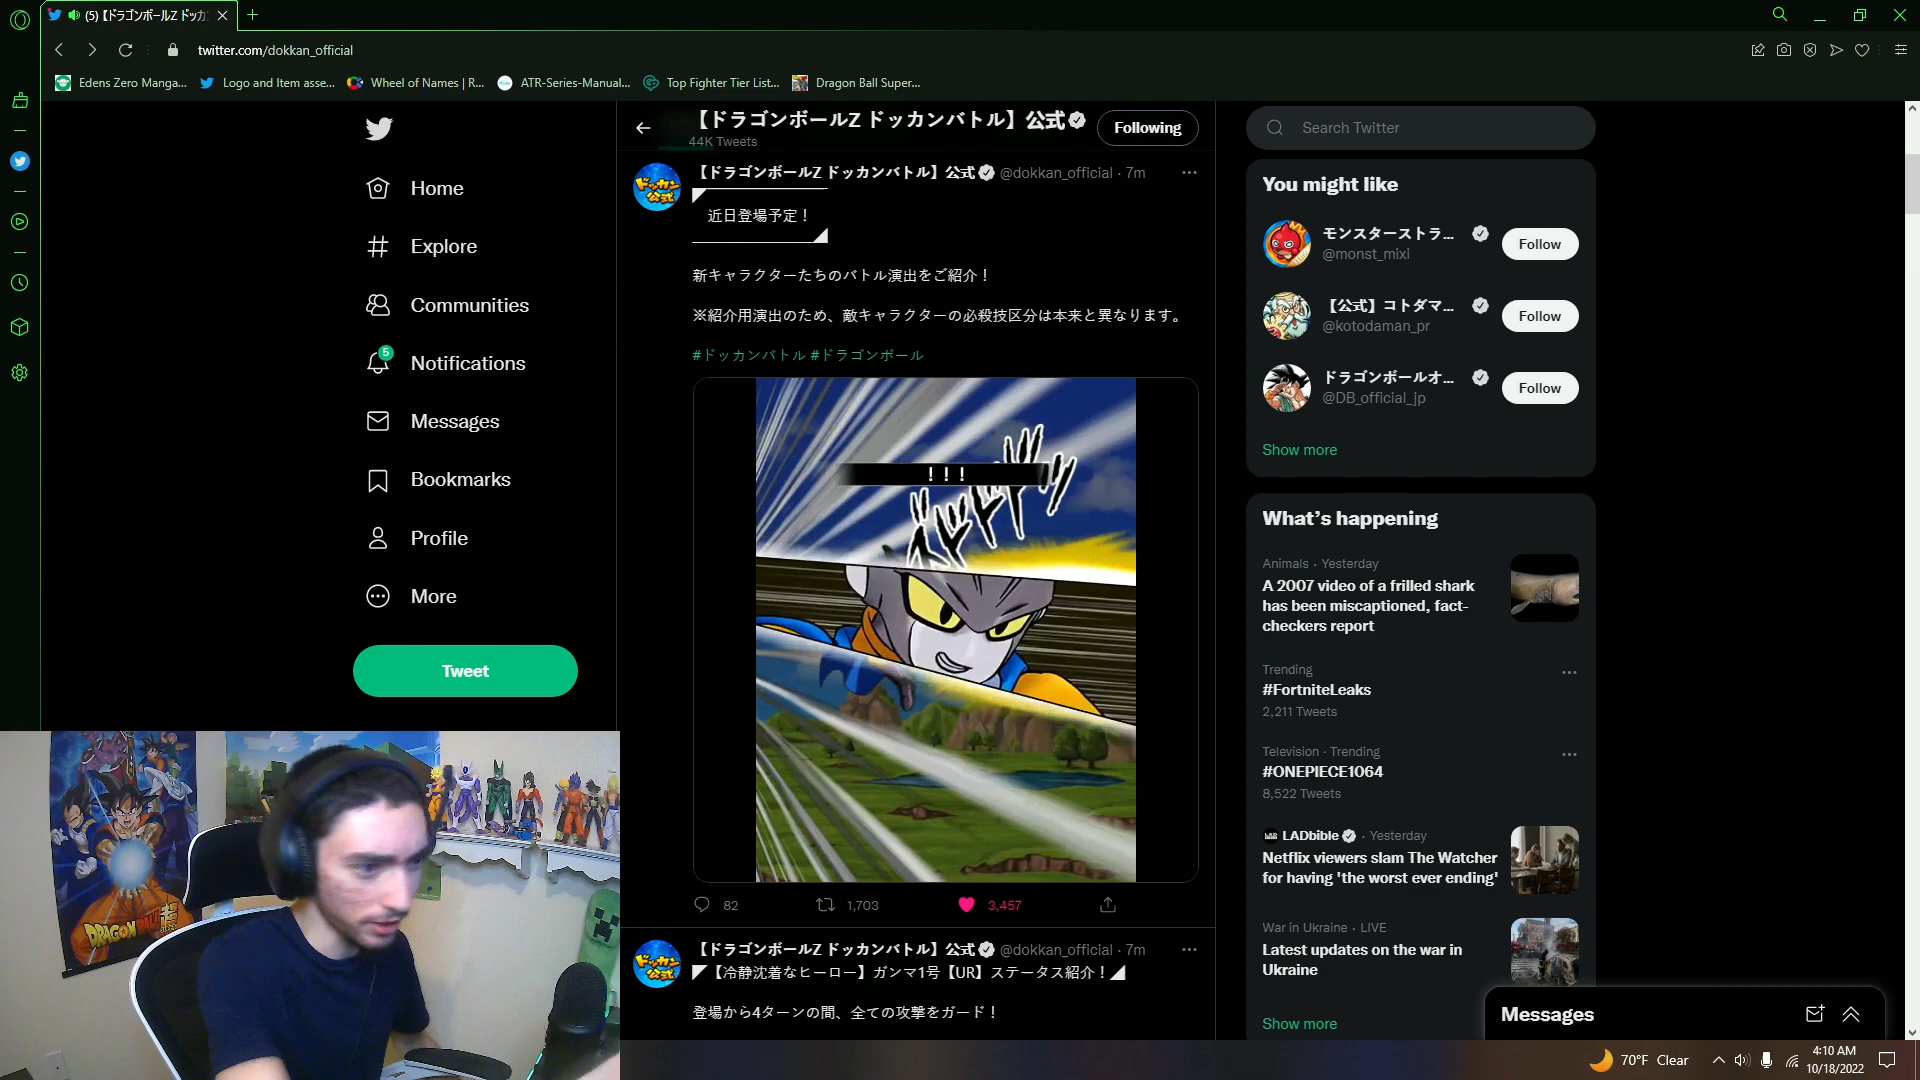 (5)【ドラゴンボールZ ドッカン
twitter.com/dokkan_official
Edens Zero Manga...
Logo and Item asse...
Wheel of Names | R...
ATR-Series-Manual...
Top Fighter Tier List...
Dragon Ball Super...
Home
Explore
Communities
5
Notifications
Messages
Bookmarks
Profile
More
Tweet
【ドラゴンボールZ ドッカンバトル】公式
44K Tweets
Following
【ドラゴンボールZ ドッカンバトル】公式 @dokkan_official · 7m
近日登場予定！
新キャラクターたちのバトル演出をご紹介！
※紹介用演出のため、敵キャラクターの必殺技区分は本来と異なります。
#ドッカンバトル #ドラゴンボール
！！！
82
1,703
3,457
【ドラゴンボールZ ドッカンバトル】公式 @dokkan_official · 7m
◤【冷静沈着なヒーロー】ガンマ1号【UR】ステータス紹介！◢
登場から4ターンの間、全ての攻撃をガード！
Search Twitter
You might like
モンスターストラ...
@monst_mixi
Follow
【公式】コトダマ...
@kotodaman_pr
Follow
ドラゴンボールオ...
@DB_official_jp
Follow
Show more
What's happening
Animals · Yesterday
A 2007 video of a frilled shark
has been miscaptioned, fact-
checkers report
Trending
#FortniteLeaks
2,211 Tweets
Television · Trending
#ONEPIECE1064
8,522 Tweets
LADbible · Yesterday
Netflix viewers slam The Watcher
for having 'the worst ever ending'
War in Ukraine · LIVE
Latest updates on the war in
Ukraine
Show more
Messages
DRAGONBALL
70°F Clear
4:10 AM
10/18/2022